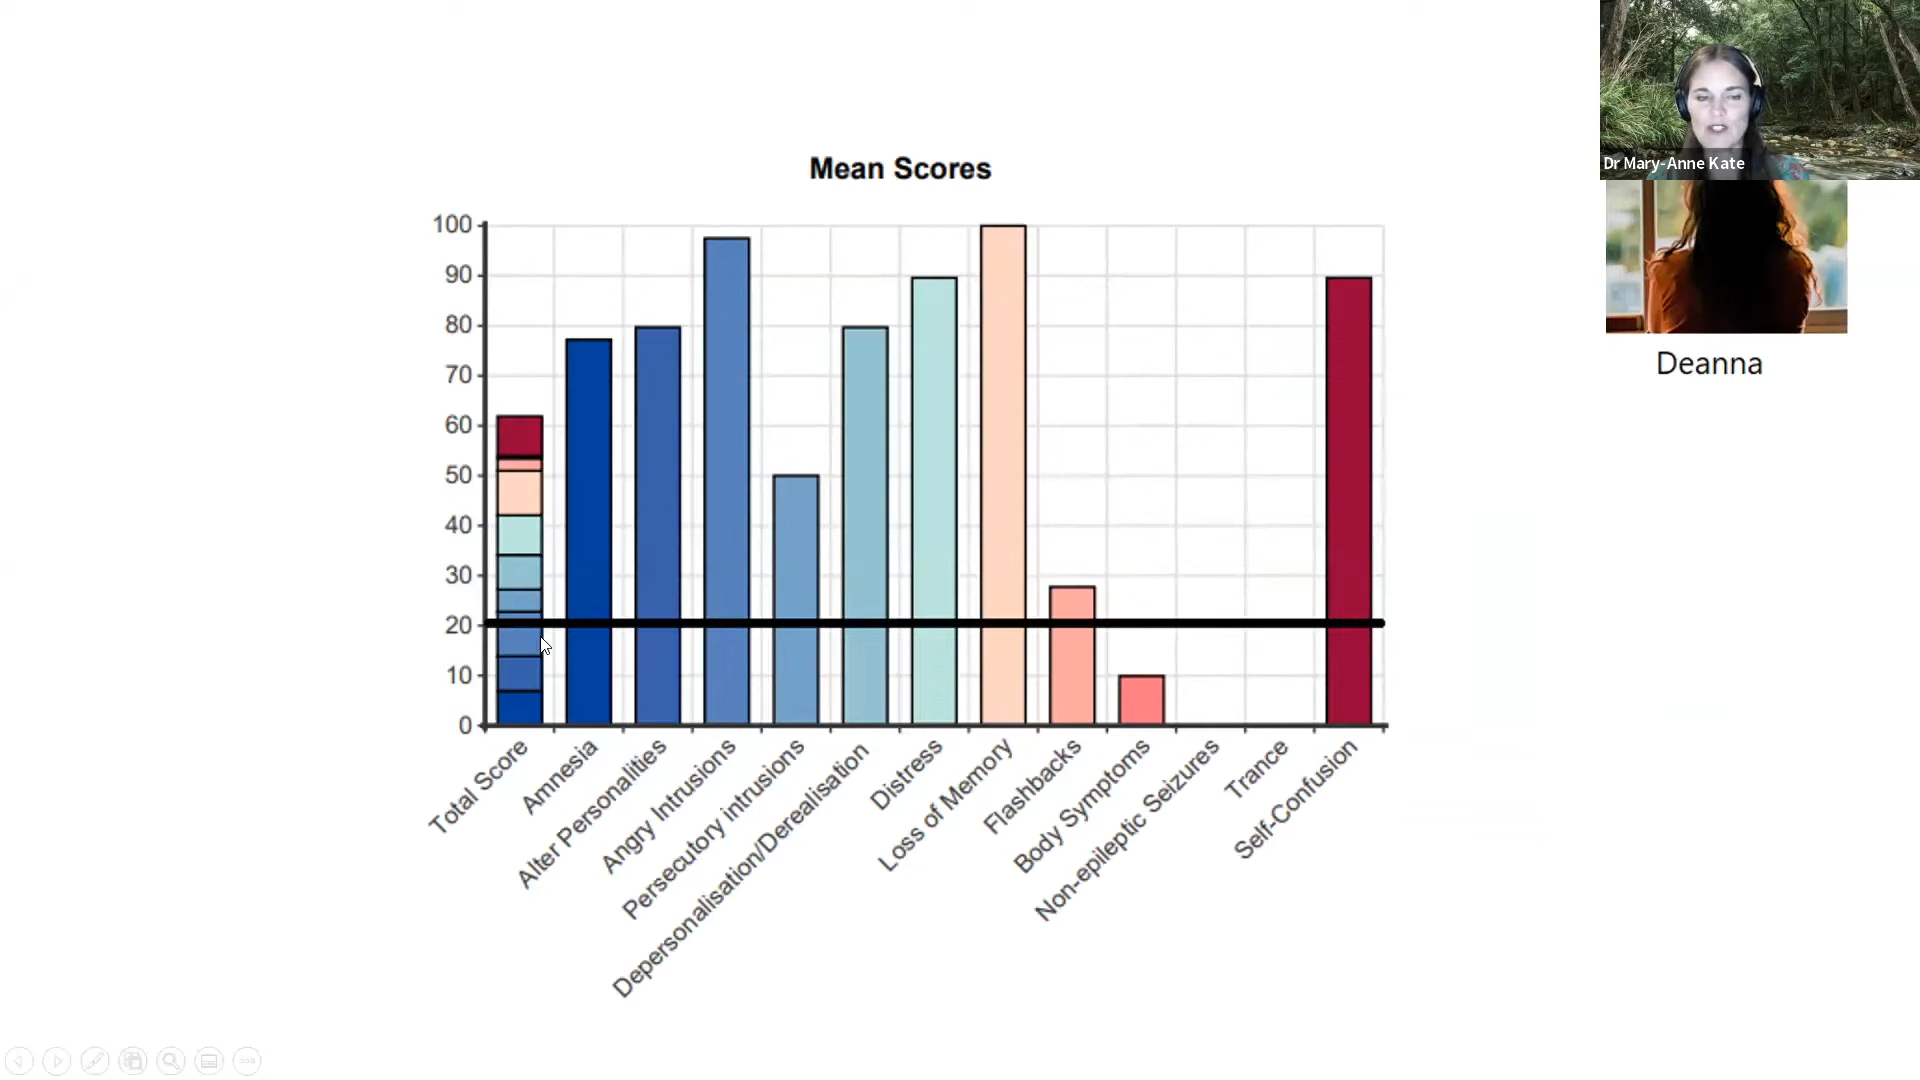 Dr Mary-Anne Kate
Deanna
Mean Scores
100
90
80
70
60
50
40
30
20
10
0
Total Score
Amnesia
Alter Personalities
Angry Intrusions
Persecutory intrusions
Depersonalisation/Derealisation
Distress
Loss of Memory
Flashbacks
Body Symptoms
Non-epileptic Seizures
Trance
Self-Confusion